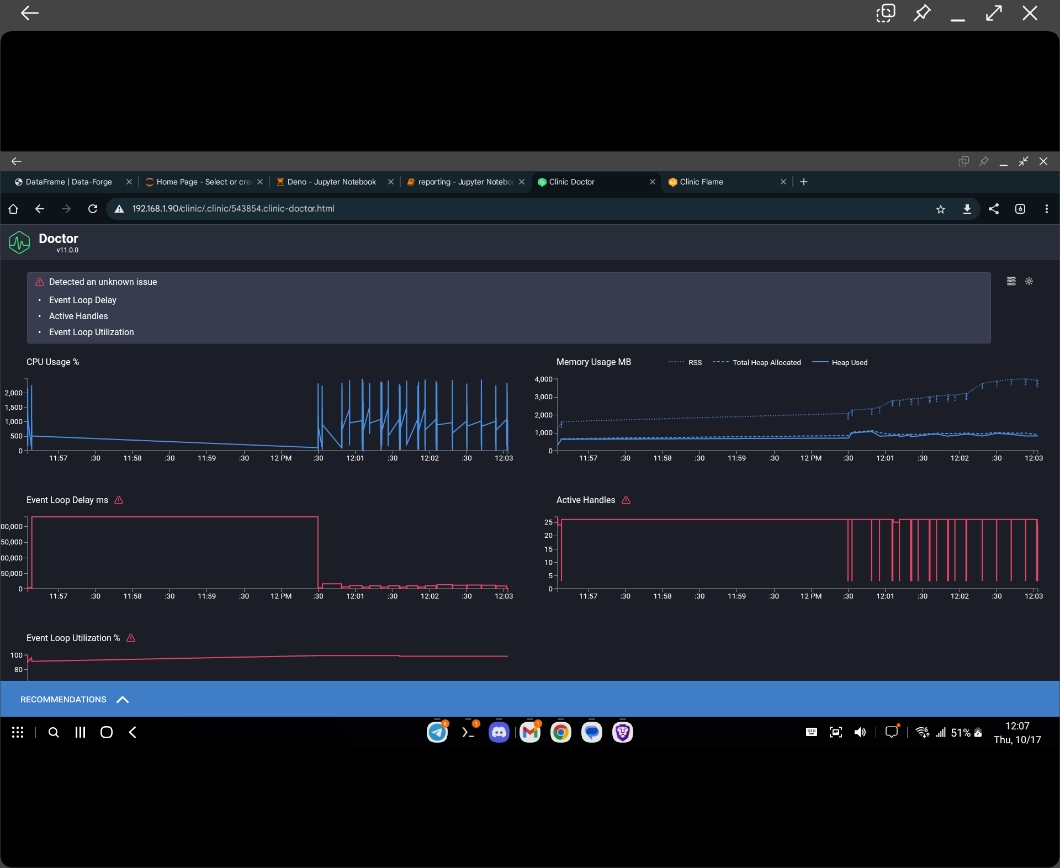 DataFrame | Data-Forge
Home Page - Select or cre
Deno - Jupyter Notebook
reporting - Jupyter Notebo
Clinic Doctor
Clinic Flame
192.168.1.90/clinic/.clinic/543854.clinic-doctor.html
6
Doctor
v11.0.0
Detected an unknown issue
• Event Loop Delay
• Active Handles
• Event Loop Utilization
CPU Usage %
2,000
1,500
1,000
500
0
11:57 :30 11:58 :30 11:59 :30 12 PM :30 12:01 :30 12:02 :30 12:03
Memory Usage MB
RSS Total Heap Allocated Heap Used
4,000
3,000
2,000
1,000
0
11:57 :30 11:58 :30 11:59 :30 12 PM :30 12:01 :30 12:02 :30 12:03
Event Loop Delay ms
00,000
50,000
00,000
50,000
0
11:57 :30 11:58 :30 11:59 :30 12 PM :30 12:01 :30 12:02 :30 12:03
Active Handles
25
20
15
10
5
0
11:57 :30 11:58 :30 11:59 :30 12 PM :30 12:01 :30 12:02 :30 12:03
Event Loop Utilization %
100
80
RECOMMENDATIONS
51%
12:07
Thu, 10/17